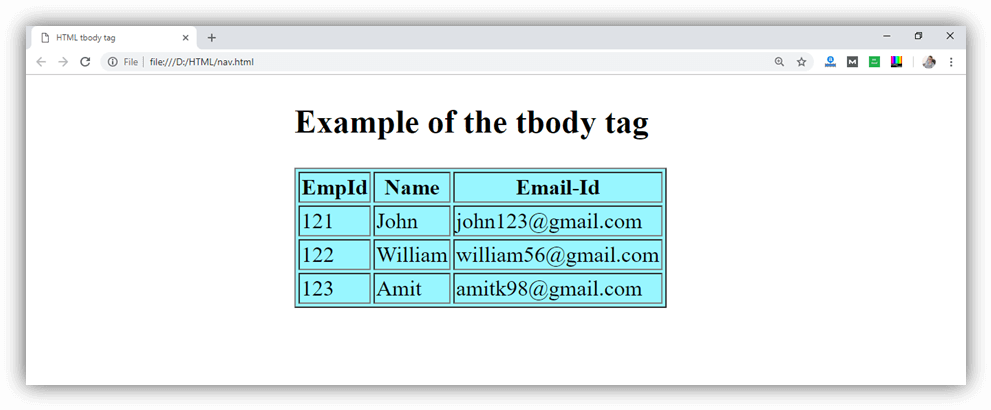 HTML tbody tag
File | file:///D:/HTML/nav.html
Example of the tbody tag
EmpId Name Email-Id
121 John john123@gmail.com
122 William william56@gmail.com
123 Amit amitk98@gmail.com